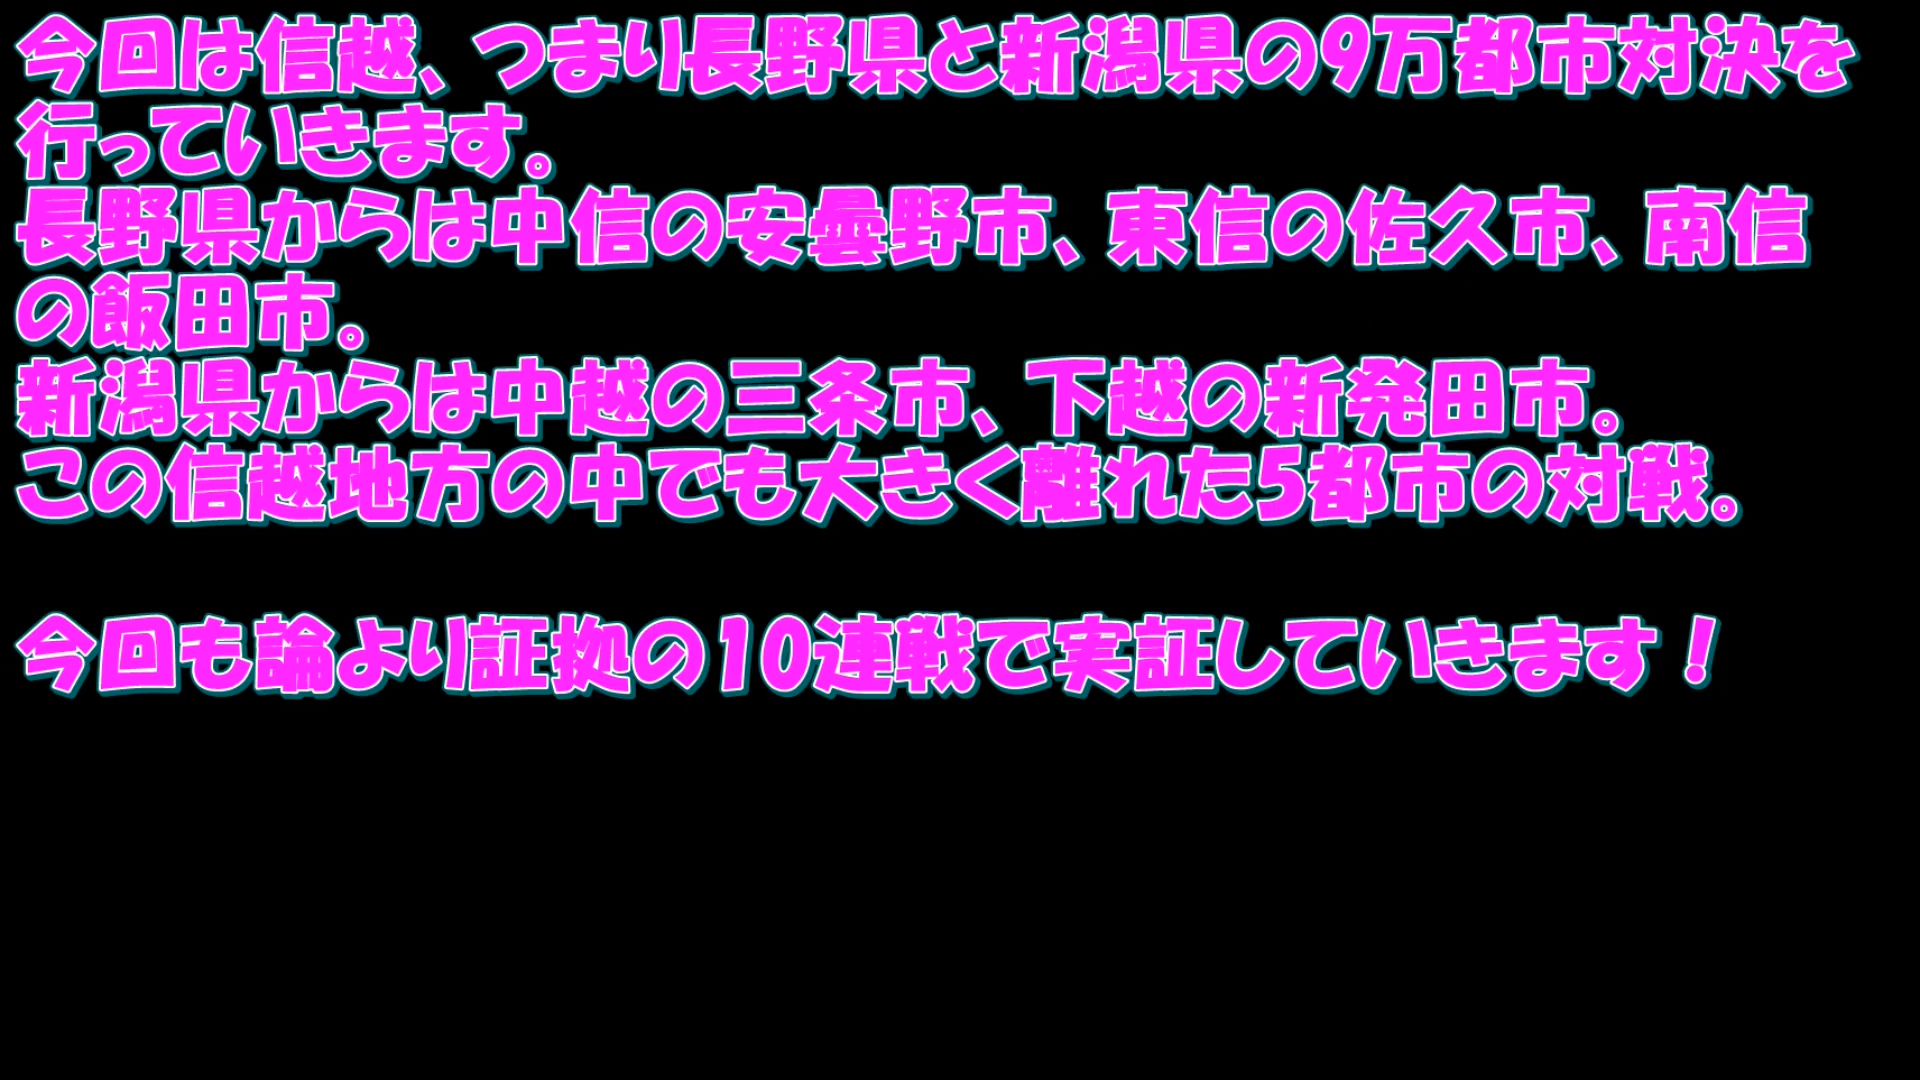 今回は信越、つまり長野県と新潟県の9万都市対決を
行っていきます。
長野県からは中信の安曇野市、東信の佐久市、南信
の飯田市。
新潟県からは中越の三条市、下越の新発田市。
この信越地方の中でも大きく離れた5都市の対戦。
今回も論より証拠の10連戦で実証していきます！